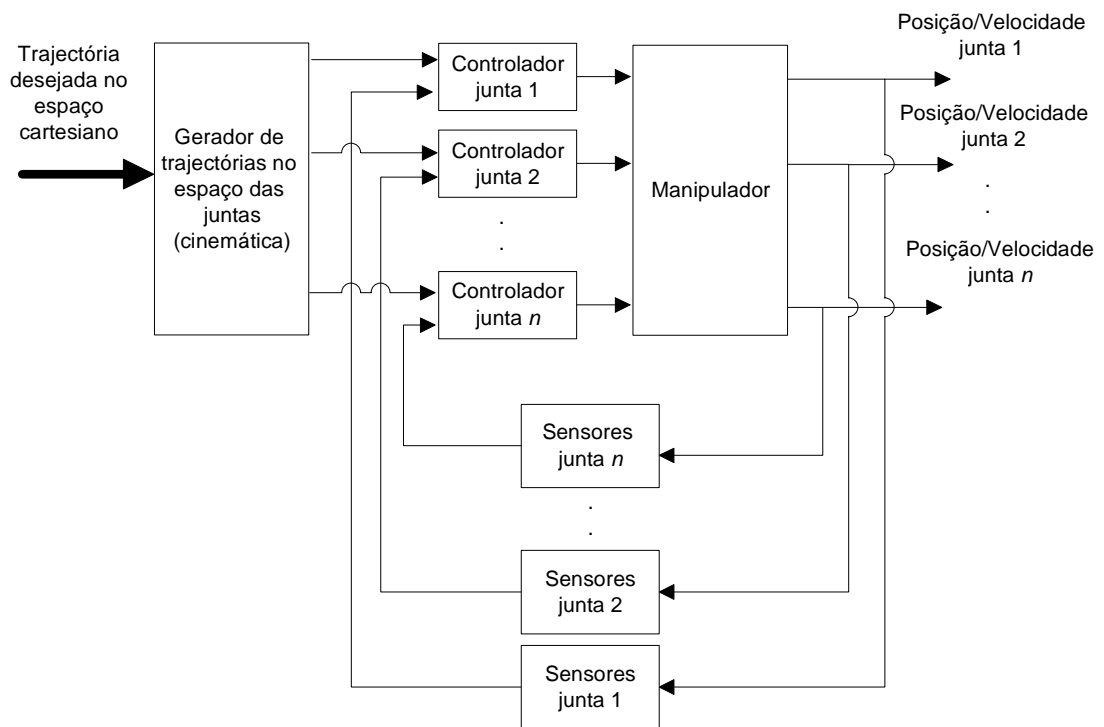 Trajectória
desejada no
espaço
cartesiano
Gerador de
trajectórias no
espaço das
juntas
(cinemática)
Controlador
junta 1
Controlador
junta 2
.
.
Controlador
junta n
Manipulador
Posição/Velocidade
junta 1
Posição/Velocidade
junta 2
.
.
Posição/Velocidade
junta n
Sensores
junta n
.
.
Sensores
junta 2
Sensores
junta 1